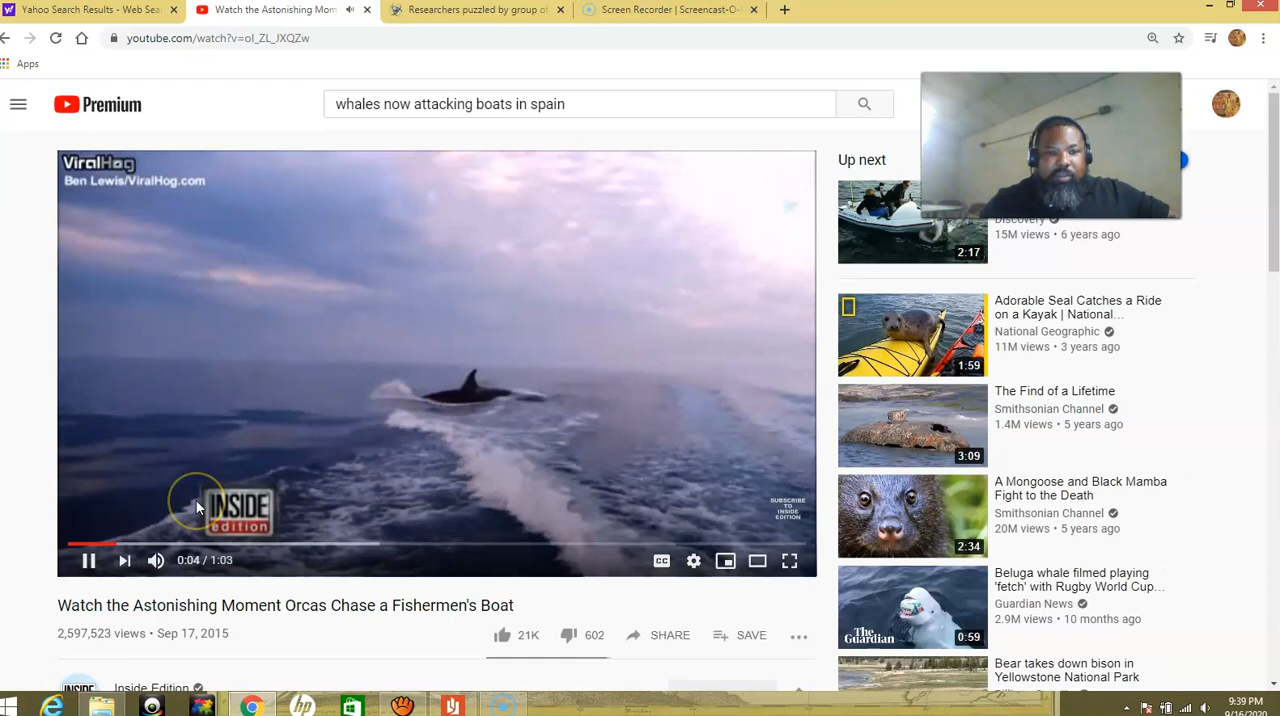 Yahoo Search Results - Web Sea
Watch the Astonishing Mom
Researchers puzzled by group of
Screen Recorder | Screencast-O-
youtube.com/watch?v=oI_ZL_JXQZw
Apps
Premium
whales now attacking boats in spain
ViralHog
Ben Lewis/ViralHog.com
INSIDE
edition
SUBSCRIBE
TO
INSIDE
EDITION
0:04 / 1:03
CC
Watch the Astonishing Moment Orcas Chase a Fishermen's Boat
2,597,523 views • Sep 17, 2015
21K
602
SHARE
SAVE
INSIDE
Inside Edition
Up next
Discovery
15M views • 6 years ago
2:17
Adorable Seal Catches a Ride
on a Kayak | National...
National Geographic
11M views • 3 years ago
1:59
The Find of a Lifetime
Smithsonian Channel
1.4M views • 5 years ago
3:09
A Mongoose and Black Mamba
Fight to the Death
Smithsonian Channel
20M views • 5 years ago
2:34
Beluga whale filmed playing
'fetch' with Rugby World Cup...
Guardian News
2.9M views • 10 months ago
The
Guardian
0:59
Bear takes down bison in
Yellowstone National Park
9:39 PM
9/16/2020